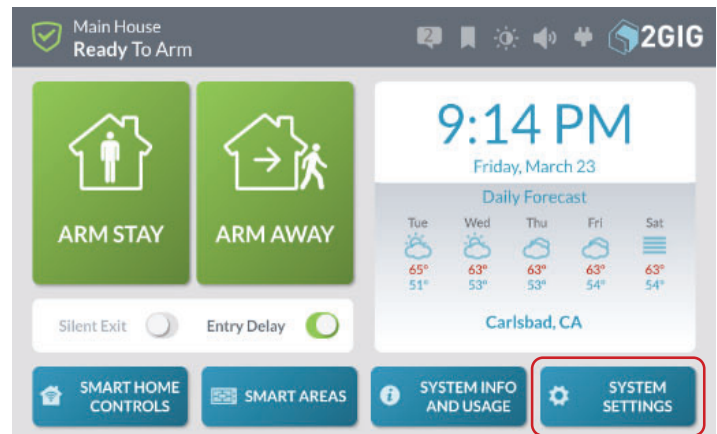 Main House
Ready To Arm
2
2GIG
ARM STAY
ARM AWAY
9:14 PM
Friday, March 23
Daily Forecast
Tue Wed Thu Fri Sat
65° 63° 63° 63° 63°
51° 53° 53° 54° 54°
Carlsbad, CA
Silent Exit
Entry Delay
SMART HOME
CONTROLS
SMART AREAS
SYSTEM INFO
AND USAGE
SYSTEM
SETTINGS